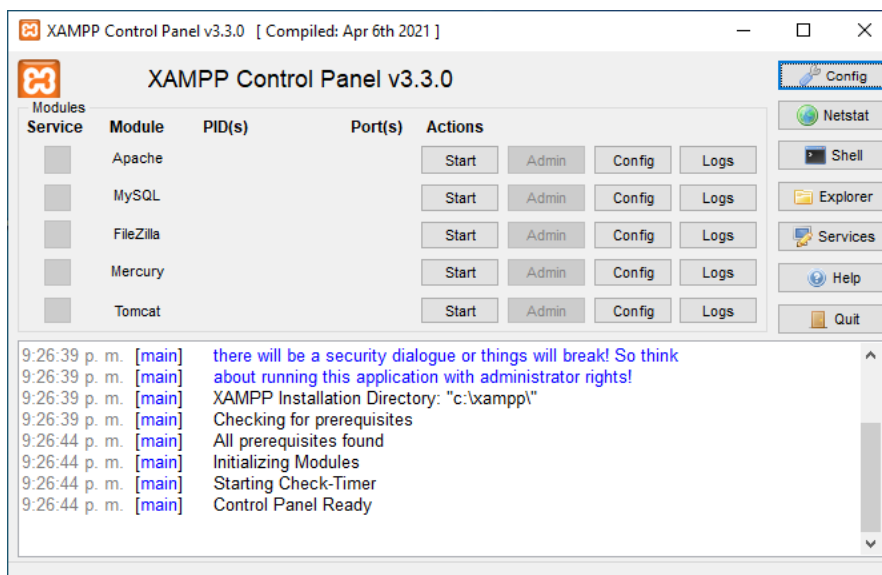 XAMPP Control Panel v3.3.0 [ Compiled: Apr 6th 2021 ]
XAMPP Control Panel v3.3.0
Config
Netstat
Shell
Explorer
Services
Help
Quit
Modules
Service Module PID(s) Port(s) Actions
Apache Start Admin Config Logs
MySQL Start Admin Config Logs
FileZilla Start Admin Config Logs
Mercury Start Admin Config Logs
Tomcat Start Admin Config Logs
9:26:39 p. m. [main] there will be a security dialogue or things will break! So think
9:26:39 p. m. [main] about running this application with administrator rights!
9:26:39 p. m. [main] XAMPP Installation Directory: "c:\xampp\"
9:26:39 p. m. [main] Checking for prerequisites
9:26:44 p. m. [main] All prerequisites found
9:26:44 p. m. [main] Initializing Modules
9:26:44 p. m. [main] Starting Check-Timer
9:26:44 p. m. [main] Control Panel Ready